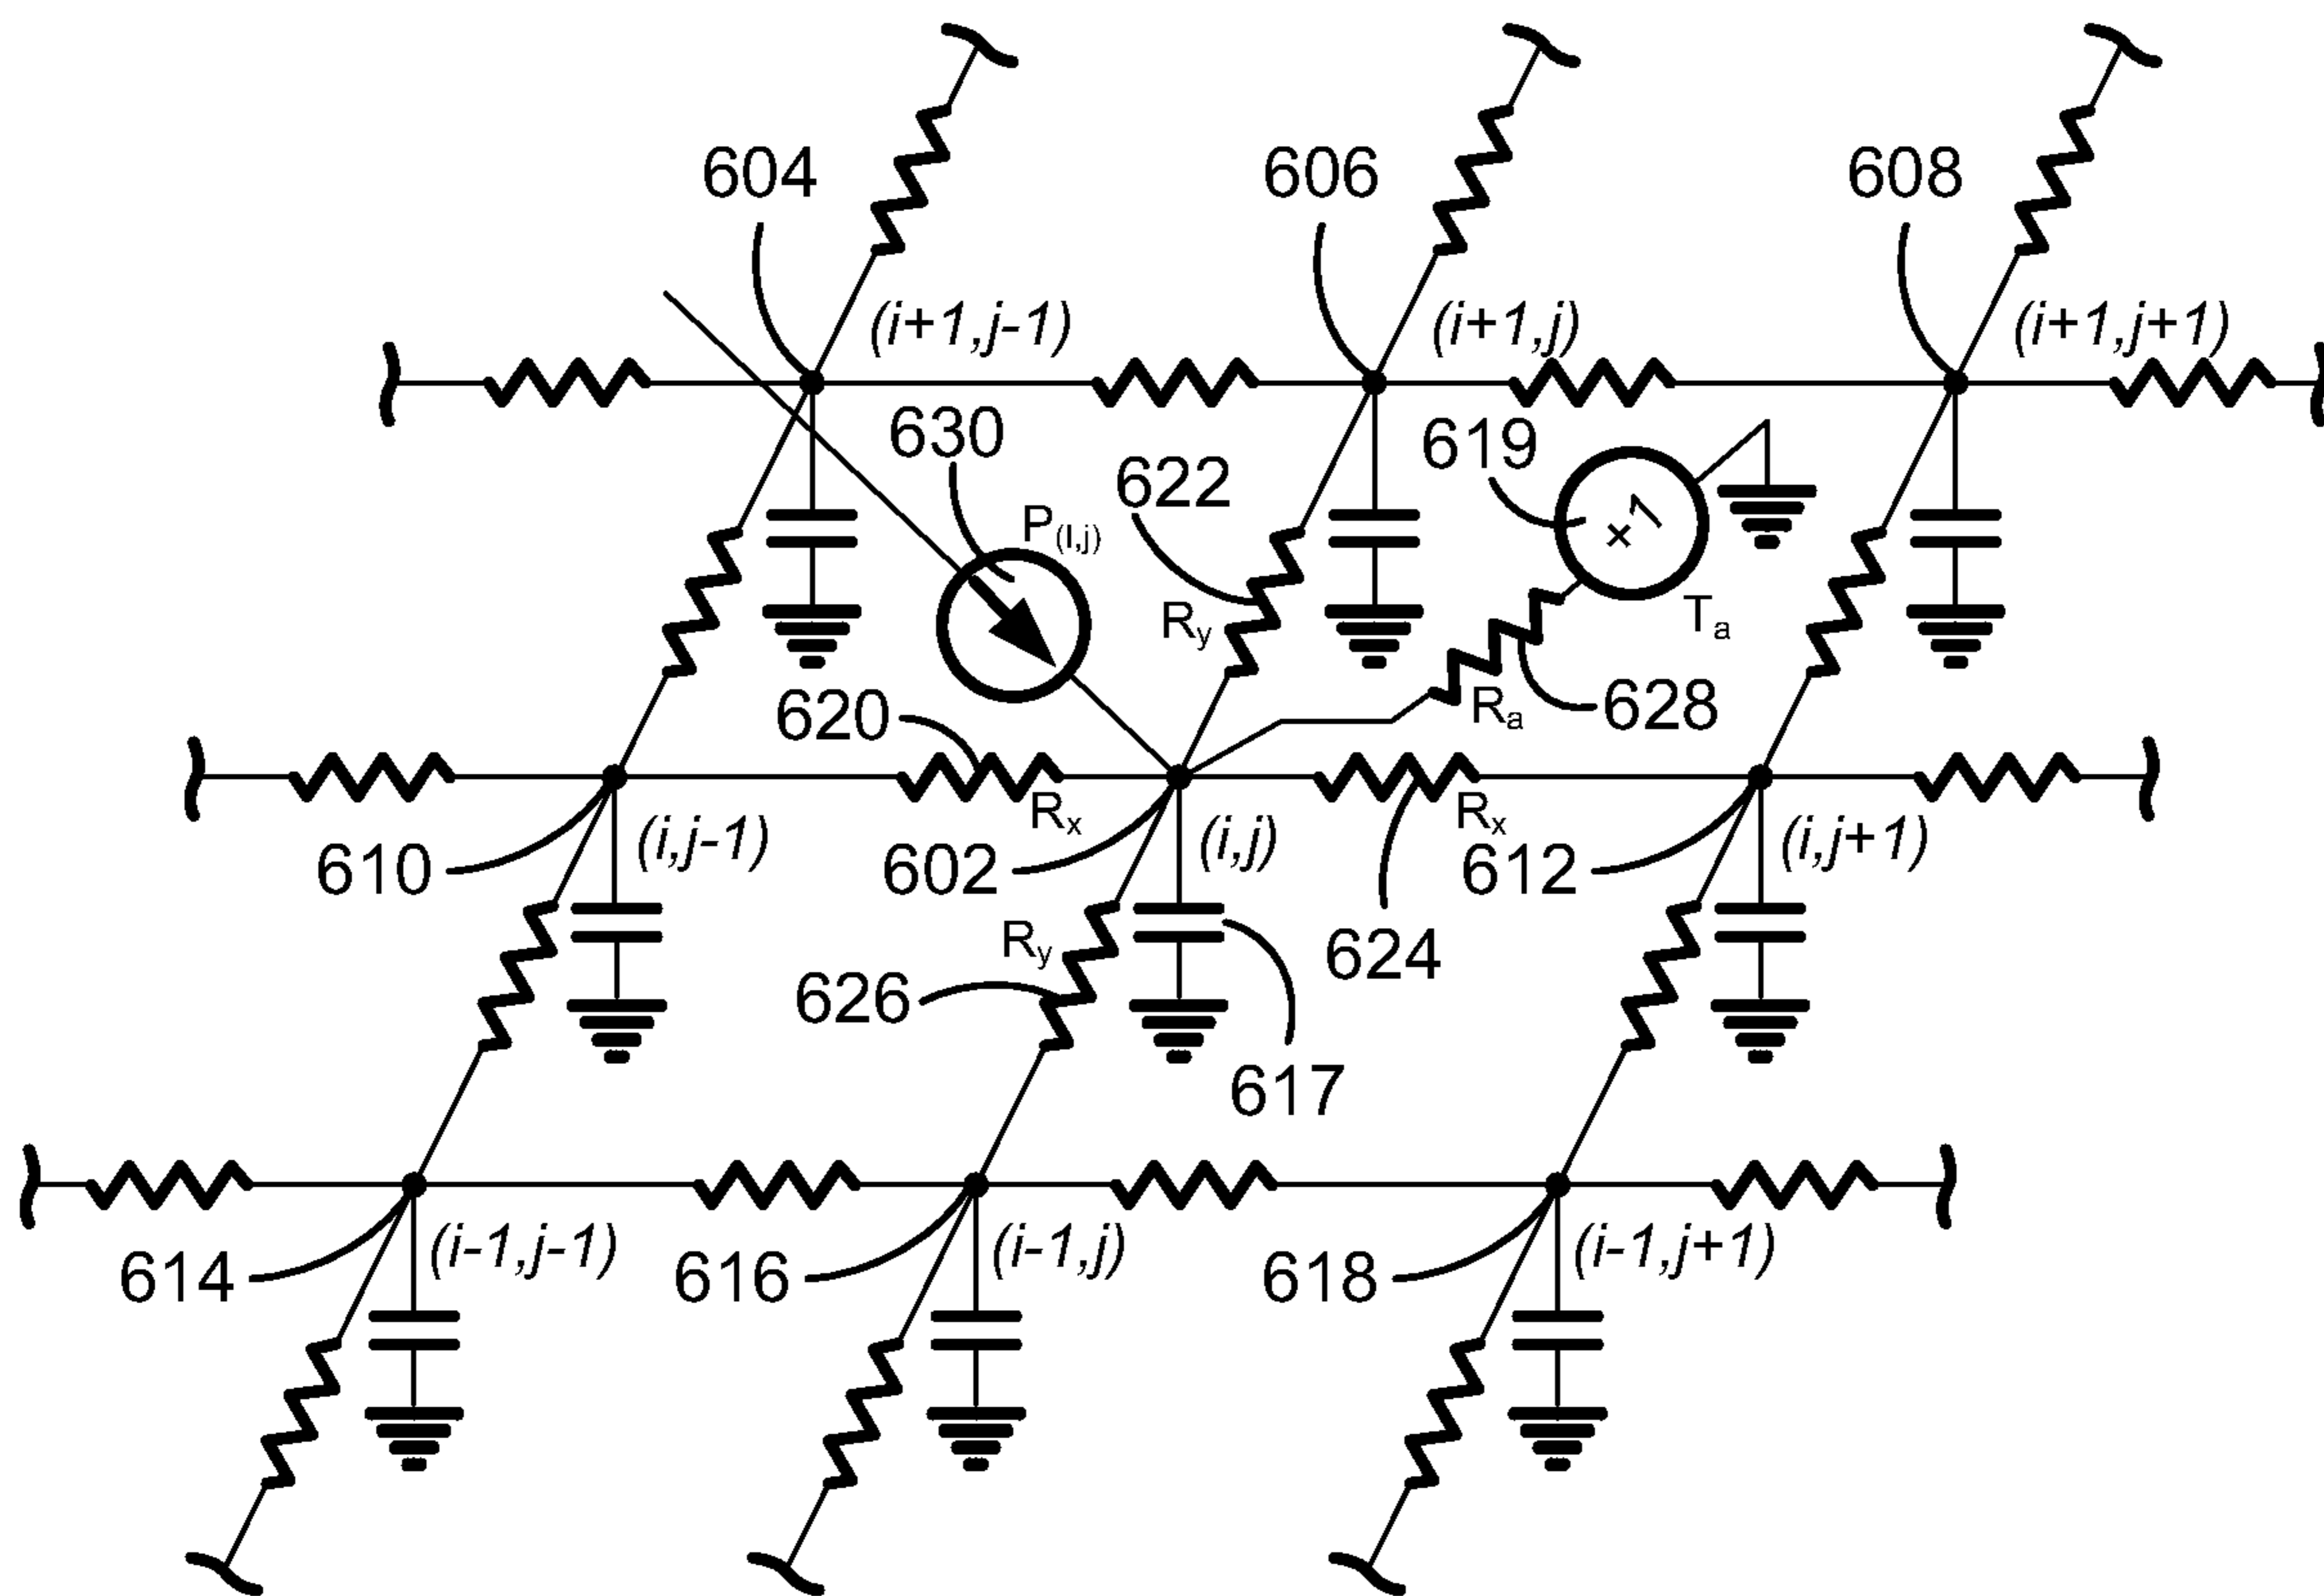 604
606
608
(i+1,j-1)
(i+1,j)
(i+1,j+1)
630
619
622
P(I,j)
Ry
Ta
620
Ra
628
Rx
Rx
610
(i,j-1)
602
(i,j)
612
(i,j+1)
Ry
624
626
617
614
(i-1,j-1)
616
(i-1,j)
618
(i-1,j+1)